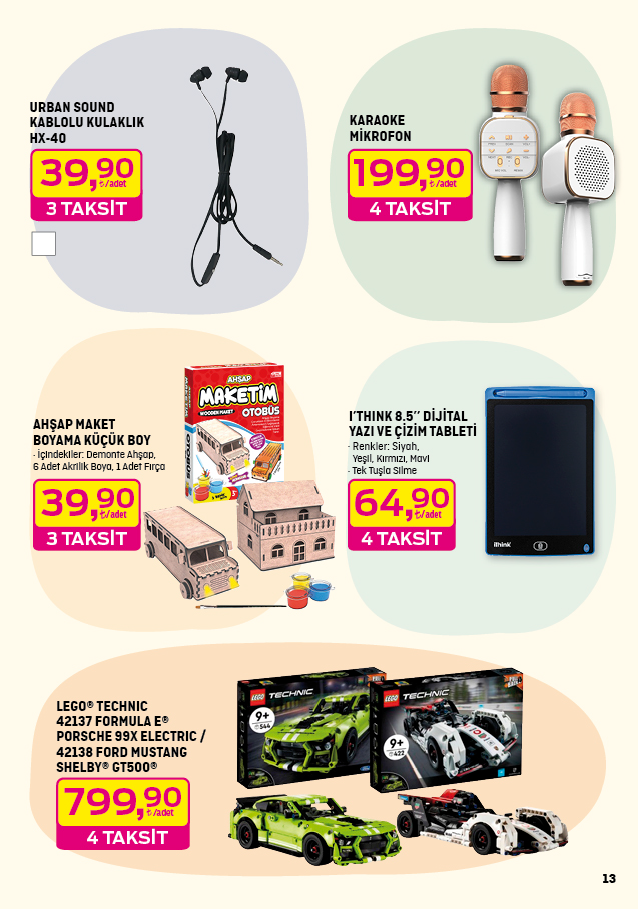 URBAN SOUND
KABLOLU KULAKLIK
HX-40
39,90
₺/adet
3 TAKSİT
KARAOKE
MİKROFON
199,90
₺/adet
4 TAKSİT
AHŞAP MAKET
BOYAMA KÜÇÜK BOY
- İçindekiler: Demonte Ahşap,
6 Adet Akrilik Boya, 1 Adet Fırça
39,90
₺/adet
3 TAKSİT
AHŞAP
MAKETİM
WOODEN MAKET
OTOBÜS
OTOBÜS
I'THINK 8.5’’ DİJİTAL
YAZI VE ÇİZİM TABLETİ
- Renkler: Siyah,
Yeşil, Kırmızı, Mavi
- Tek Tuşla Silme
64,90
₺/adet
4 TAKSİT
iThink
LEGO® TECHNIC
42137 FORMULA E®
PORSCHE 99X ELECTRIC /
42138 FORD MUSTANG
SHELBY® GT500®
799,90
₺/adet
4 TAKSİT
LEGO TECHNIC
9+
544
LEGO TECHNIC
9+
422
13